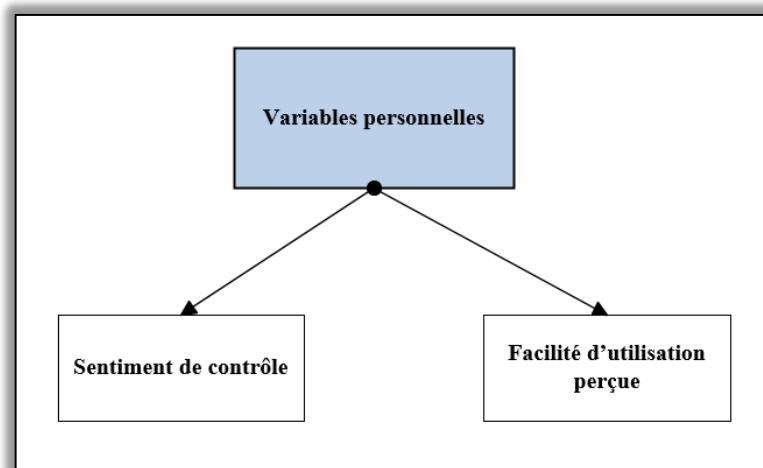 Variables personnelles
Sentiment de contrôle
Facilité d’utilisation
perçue